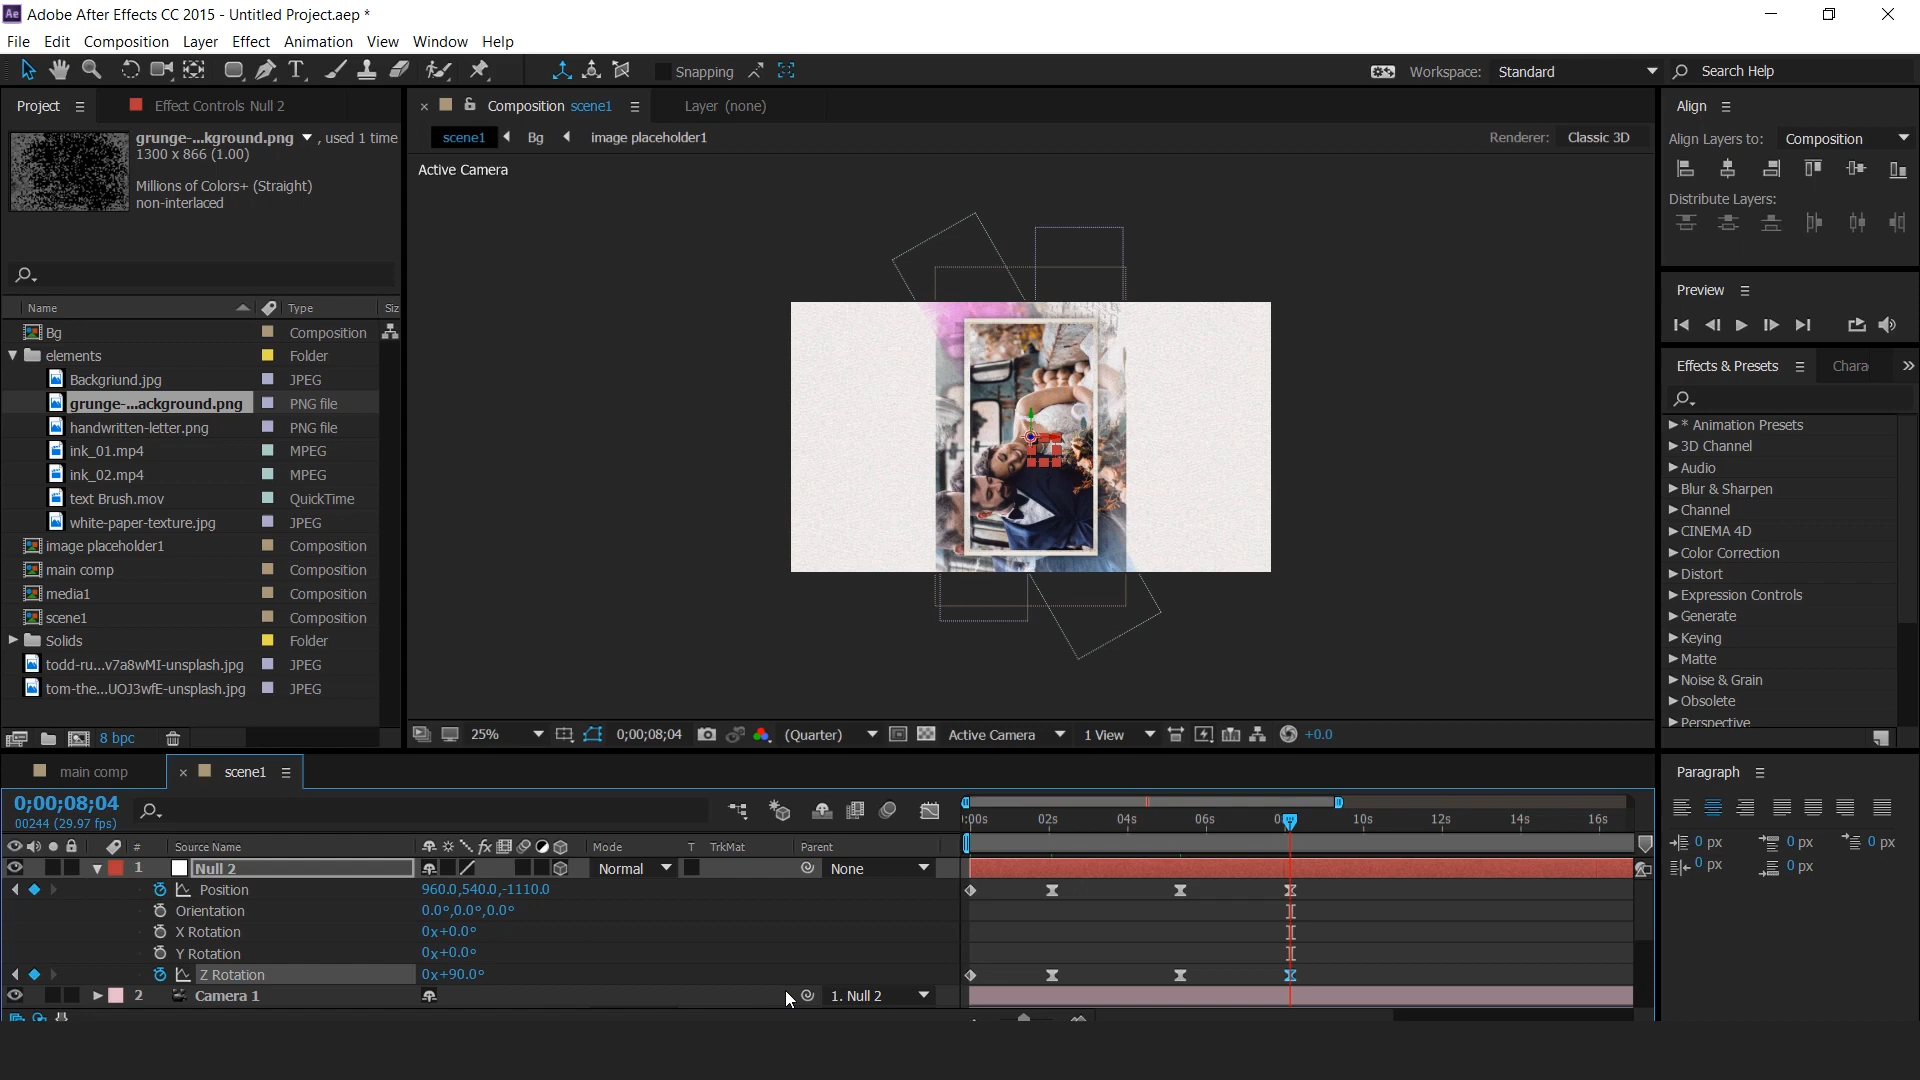 Ae Adobe After Effects CC 2015 - Untitled Project.aep *
File Edit Composition Layer Effect Animation View Window Help
Snapping Workspace: Standard Search Help
Project Effect Controls Null 2
grunge-...kground.png , used 1 time
1300 x 866 (1.00)
Millions of Colors+ (Straight)
non-interlaced
Name Type Siz
Bg Composition
elements Folder
Backgriund.jpg JPEG
grunge-...ackground.png PNG file
handwritten-letter.png PNG file
ink_01.mp4 MPEG
ink_02.mp4 MPEG
text Brush.mov QuickTime
white-paper-texture.jpg JPEG
image placeholder1 Composition
main comp Composition
media1 Composition
scene1 Composition
Solids Folder
todd-ru...v7a8wMI-unsplash.jpg JPEG
tom-the...UOJ3wfE-unsplash.jpg JPEG
8 bpc
Composition scene1 Layer (none)
scene1 Bg image placeholder1 Renderer: Classic 3D
Active Camera
25% 0;00;08;04 (Quarter) Active Camera 1 View +0.0
Align
Align Layers to: Composition
Distribute Layers:
Preview
Effects & Presets Chara
* Animation Presets
3D Channel
Audio
Blur & Sharpen
Channel
CINEMA 4D
Color Correction
Distort
Expression Controls
Generate
Keying
Matte
Noise & Grain
Obsolete
Perspective
main comp scene1
0;00;08;04
00244 (29.97 fps)
:00s 02s 04s 06s 10s 12s 14s 16s
# Source Name Mode T TrkMat Parent
1 Null 2 Normal None
Position 960.0,540.0,-1110.0
Orientation 0.0°,0.0°,0.0°
X Rotation 0x+0.0°
Y Rotation 0x+0.0°
Z Rotation 0x+90.0°
2 Camera 1 1. Null 2
Paragraph
0 px 0 px 0 px
0 px 0 px